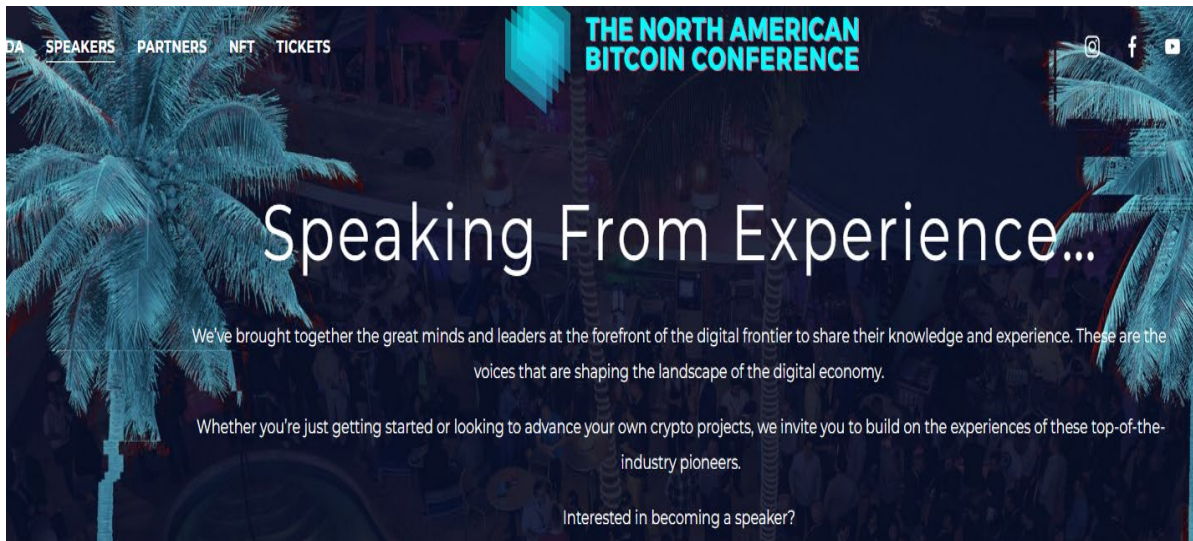 DA SPEAKERS PARTNERS NFT TICKETS
THE NORTH AMERICAN
BITCOIN CONFERENCE
Speaking From Experience...
We've brought together the great minds and leaders at the forefront of the digital frontier to share their knowledge and experience. These are the
voices that are shaping the landscape of the digital economy.
Whether you're just getting started or looking to advance your own crypto projects, we invite you to build on the experiences of these top-of-the-
industry pioneers.
Interested in becoming a speaker?